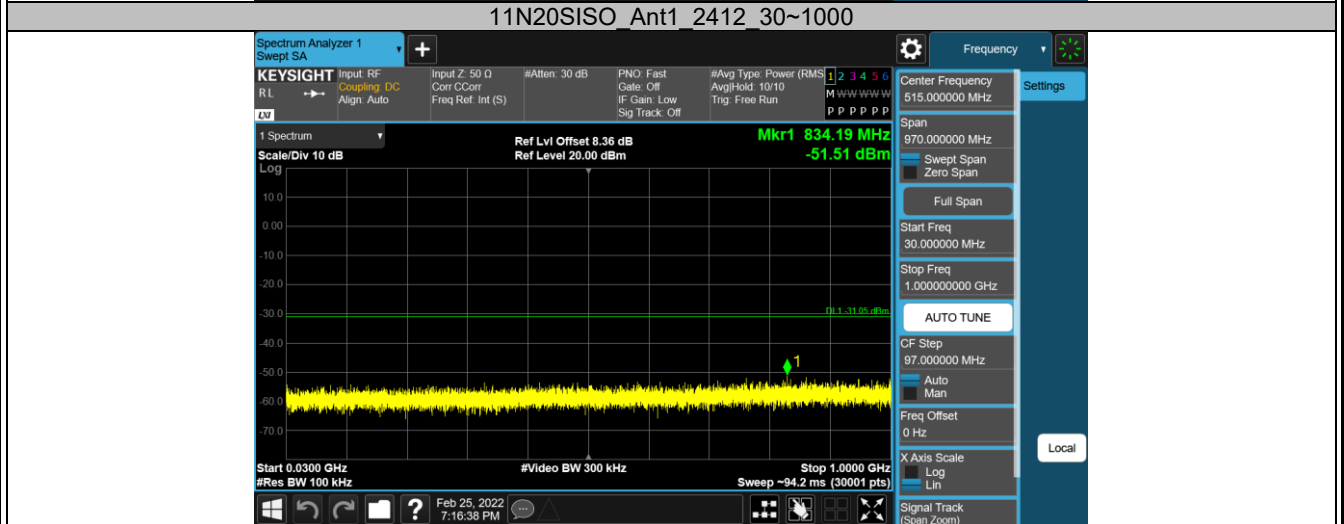 11N20SISO_Ant1_2412_30~1000
Spectrum Analyzer 1
Swept SA
+
Frequency
KEYSIGHT
RL
LXI
Input: RF
Coupling: DC
Align: Auto
Input Z: 50 Ω
Corr CCorr
Freq Ref: Int (S)
#Atten: 30 dB
PNO: Fast
Gate: Off
IF Gain: Low
Sig Track: Off
#Avg Type: Power (RMS
Avg|Hold: 10/10
Trig: Free Run
1 2 3 4 5 6
M W W W W W
P P P P P P
1 Spectrum
Scale/Div 10 dB
Log
Ref Lvl Offset 8.36 dB
Ref Level 20.00 dBm
Mkr1 834.19 MHz
-51.51 dBm
10.0
0.00
-10.0
-20.0
-30.0
DL1 -31.05 dBm
-40.0
1
-50.0
-60.0
-70.0
Start 0.0300 GHz
#Res BW 100 kHz
#Video BW 300 kHz
Stop 1.0000 GHz
Sweep ~94.2 ms (30001 pts)
Center Frequency
515.000000 MHz
Settings
Span
970.000000 MHz
Swept Span
Zero Span
Full Span
Start Freq
30.000000 MHz
Stop Freq
1.000000000 GHz
AUTO TUNE
CF Step
97.000000 MHz
Auto
Man
Freq Offset
0 Hz
X Axis Scale
Log
Lin
Local
Signal Track
(Span Zoom)
?
Feb 25, 2022
7:16:38 PM